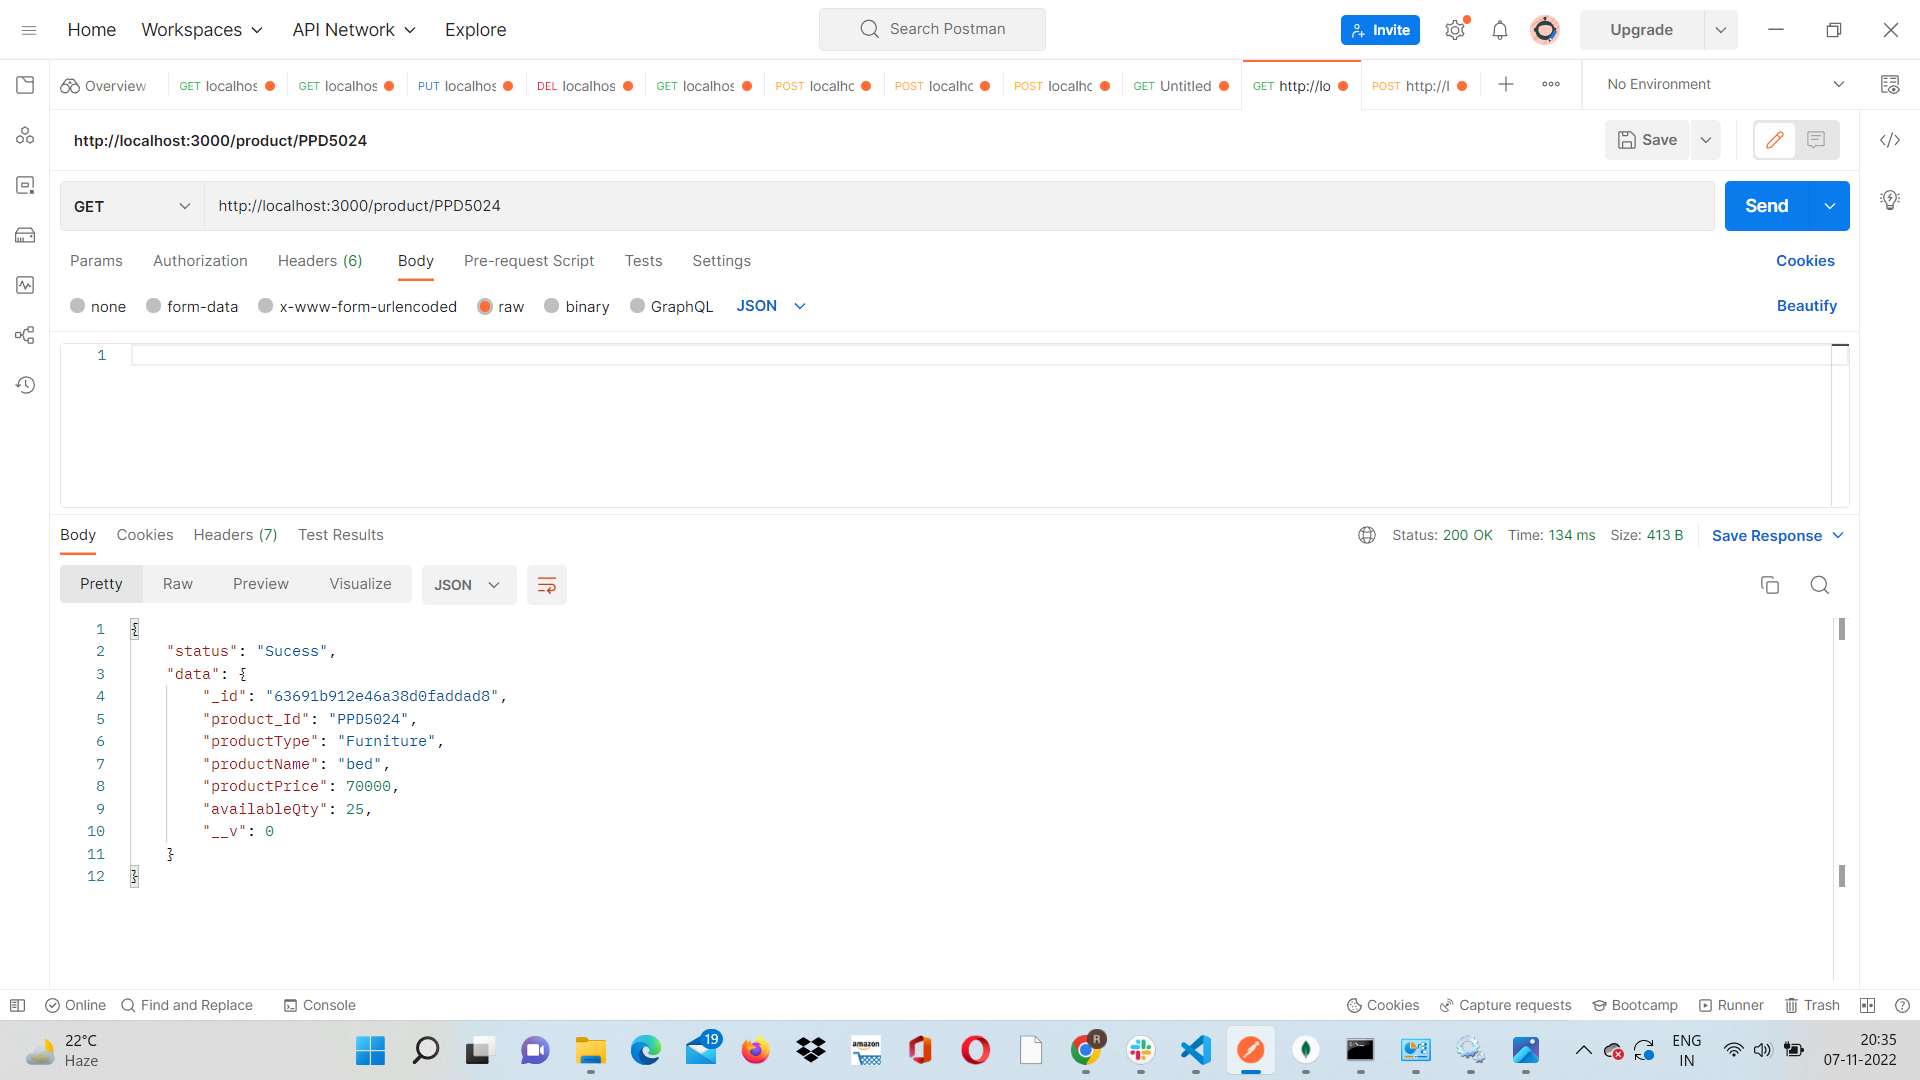 Home Workspaces API Network Explore Search Postman Invite Upgrade
Overview GET localhos GET localhos PUT localhos DEL localhos GET localhos POST localhc POST localhc POST localhc GET Untitled GET http://lo POST http://l No Environment
http://localhost:3000/product/PPD5024 Save
GET http://localhost:3000/product/PPD5024 Send
Params Authorization Headers (6) Body Pre-request Script Tests Settings Cookies
none form-data x-www-form-urlencoded raw binary GraphQL JSON Beautify
1
Body Cookies Headers (7) Test Results Status: 200 OK Time: 134 ms Size: 413 B Save Response
Pretty Raw Preview Visualize JSON
1 {
2 "status": "Sucess",
3 "data": {
4 "_id": "63691b912e46a38d0faddad8",
5 "product_Id": "PPD5024",
6 "productType": "Furniture",
7 "productName": "bed",
8 "productPrice": 70000,
9 "availableQty": 25,
10 "__v": 0
11 }
12 }
Online Find and Replace Console Cookies Capture requests Bootcamp Runner Trash
22°C
Haze
19
amazon
R
ENG
IN
20:35
07-11-2022